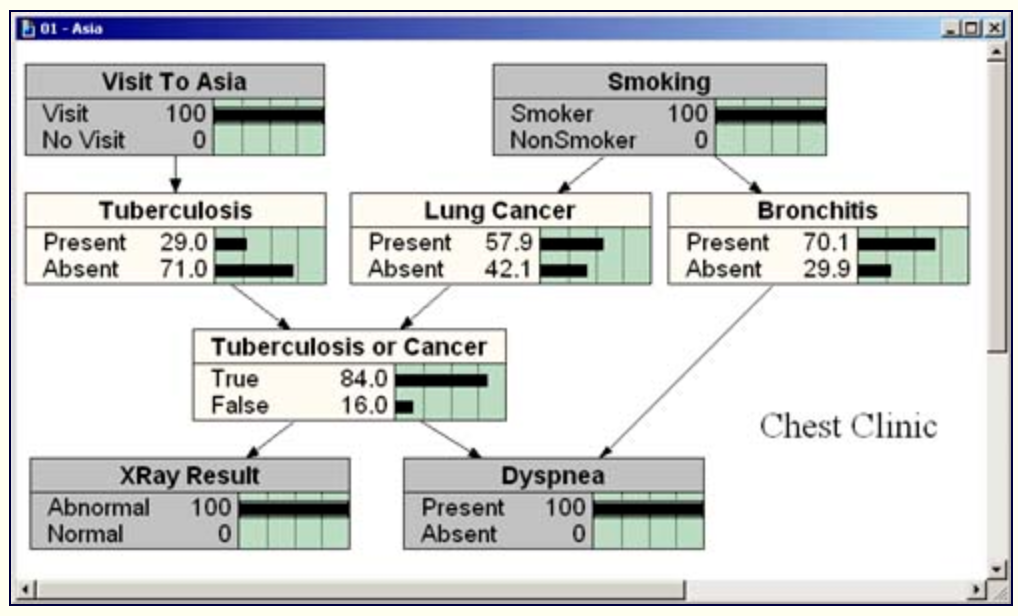 01 - Asia
Visit To Asia
Visit 100
No Visit 0
Smoking
Smoker 100
NonSmoker 0
Tuberculosis
Present 29.0
Absent 71.0
Lung Cancer
Present 57.9
Absent 42.1
Bronchitis
Present 70.1
Absent 29.9
Tuberculosis or Cancer
True 84.0
False 16.0
Chest Clinic
XRay Result
Abnormal 100
Normal 0
Dyspnea
Present 100
Absent 0